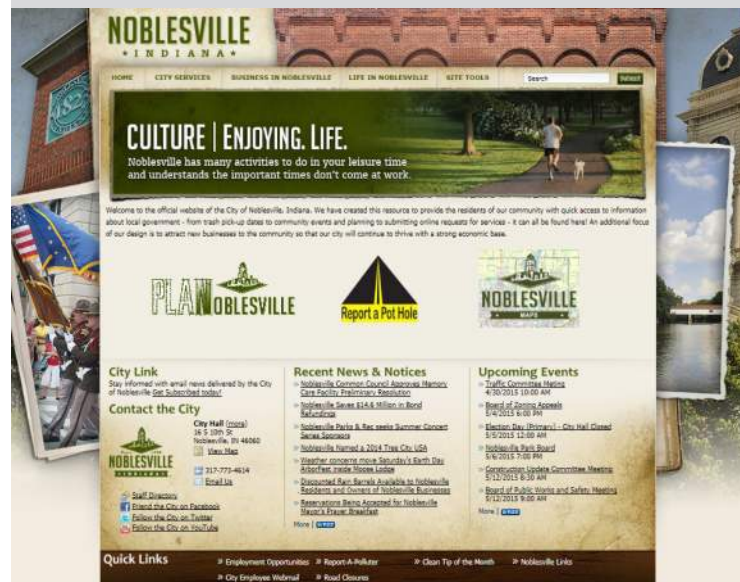 NOBLESVILLE
INDIANA
HOME CITY SERVICES BUSINESS IN NOBLESVILLE LIFE IN NOBLESVILLE SITE TOOLS Search
CULTURE | ENJOYING. LIFE.
Noblesville has many activities to do in your leisure time
and understands the important times don't come at work.
Welcome to the official website of the City of Noblesville, Indiana. We have created this resource to provide the residents of our community with quick access to information
about local government - from trash pick-up dates to community events and planning to submitting online requests for services - it can all be found here! An additional focus
of our design is to attract new businesses to the community so that our city will continue to thrive with a strong economic base.
PLANOBLESVILLE
Report a Pot Hole
NOBLESVILLE
MAPS
City Link
Stay informed with email news delivered by the City
of Noblesville Get Subscribed today!
Contact the City
City Hall (more)
16 S 10th St
Noblesville, IN 46060
View Map
NOBLESVILLE
INDIANA
317-773-4614
Email Us
Staff Directory
Friend the City on Facebook
Follow the City on Twitter
Follow the City on YouTube
Recent News & Notices
» Noblesville Common Council Approves Memory
Care Facility Preliminary Resolution
» Noblesville Saves $14.6 Million in Bond
Refundings
» Noblesville Parks & Rec seeks Summer Concert
Series Sponsors
» Noblesville Named a 2014 Tree City USA
» Weather concerns move Saturday's Earth Day
Arborfest inside Moose Lodge
» Discounted Rain Barrels Available to Noblesville
Residents and Owners of Noblesville Businesses
» Reservations Being Accepted for Noblesville
Mayor's Prayer Breakfast
More |
Upcoming Events
» Traffic Committee Meting
4/30/2015 10:00 AM
» Board of Zoning Appeals
5/4/2015 6:00 PM
» Election Day (Primary) - City Hall Closed
5/5/2015 12:00 AM
» Noblesville Park Board
5/6/2015 7:00 PM
» Construction Update Committee Meeting
5/12/2015 8:30 AM
» Board of Public Works and Safety Meeting
5/12/2015 9:00 AM
More |
Quick Links
» Employment Opportunities » Report-A-Polluter » Clean Tip of the Month » Noblesville Links
» City Employee Webmail » Road Closures